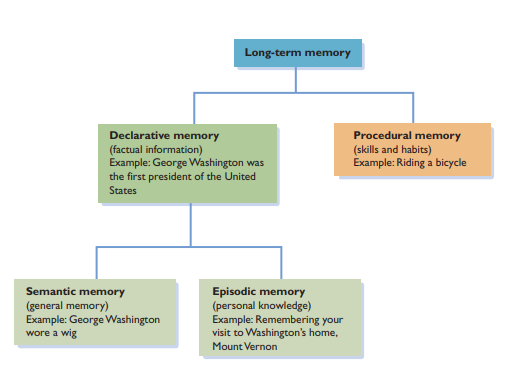 Long-term memory
Declarative memory
(factual information)
Example: George Washington was
the first president of the United
States
Procedural memory
(skills and habits)
Example: Riding a bicycle
Semantic memory
(general memory)
Example: George Washington
wore a wig
Episodic memory
(personal knowledge)
Example: Remembering your
visit to Washington's home,
Mount Vernon